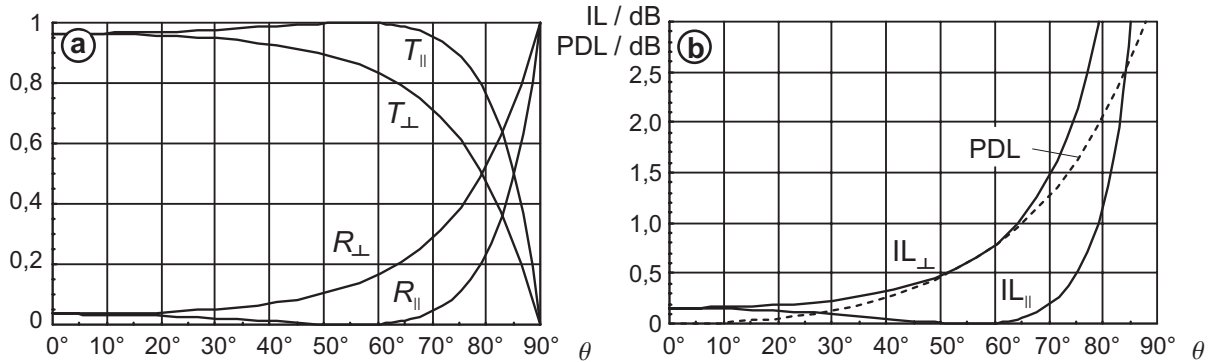 a
1
0,8
0,6
0,4
0,2
0
T∥
T⊥
R⊥
R∥
0° 10° 20° 30° 40° 50° 60° 70° 80° 90° θ
IL / dB
PDL / dB
b
2,5
2,0
1,5
1,0
0,5
0
PDL
IL⊥
IL∥
0° 10° 20° 30° 40° 50° 60° 70° 80° 90° θ